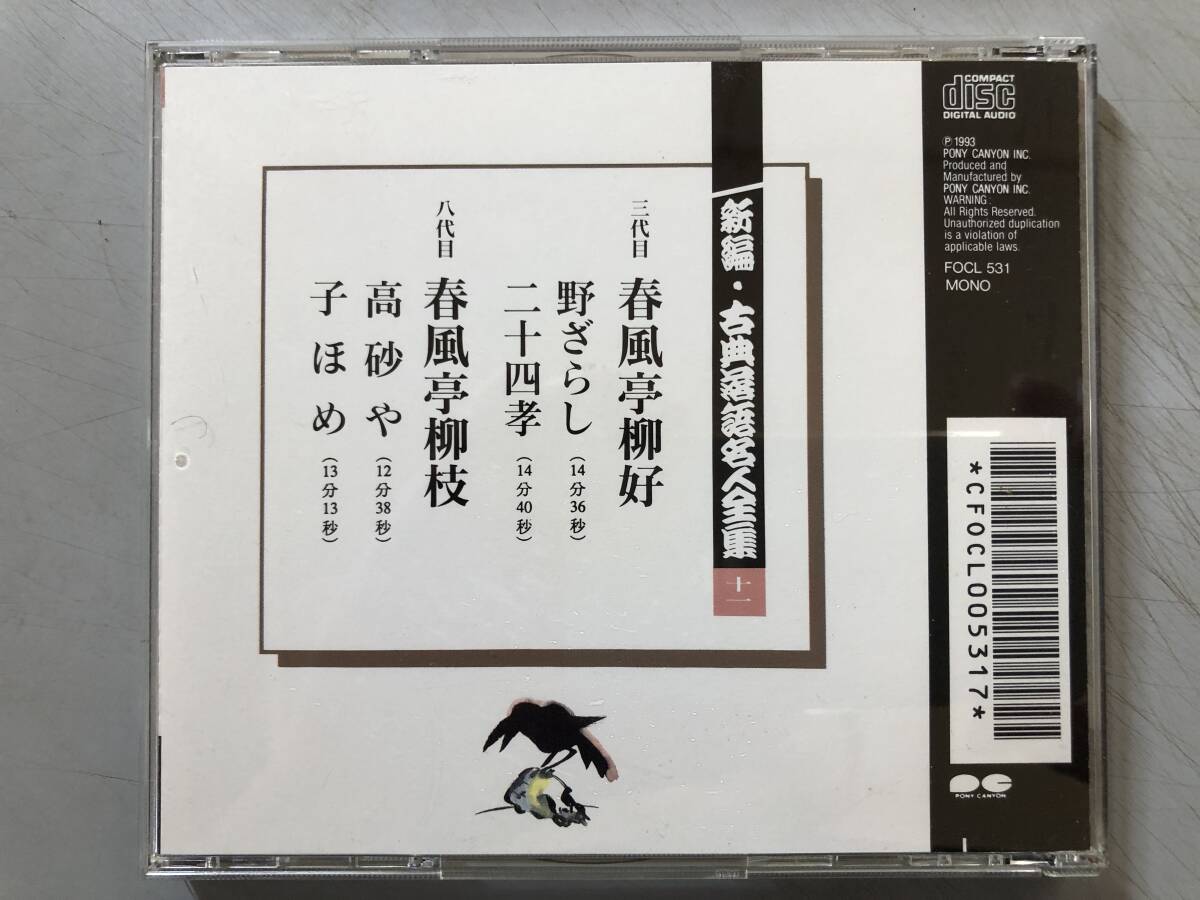 新編・古典落語名人全集
十一
三代目 春風亭柳好
野ざらし（14分36秒）
二十四孝（14分40秒）
八代目 春風亭柳枝
高砂や（12分38秒）
子ほめ（13分13秒）
COMPACT
disc
DIGITAL AUDIO
Ⓟ 1993
PONY CANYON INC.
Produced and
Manufactured by
PONY CANYON INC.
WARNING:
All Rights Reserved.
Unauthorized duplication
is a violation of
applicable laws.
FOCL 531
MONO
*CFOCL005317*
PC
PONY CANYON